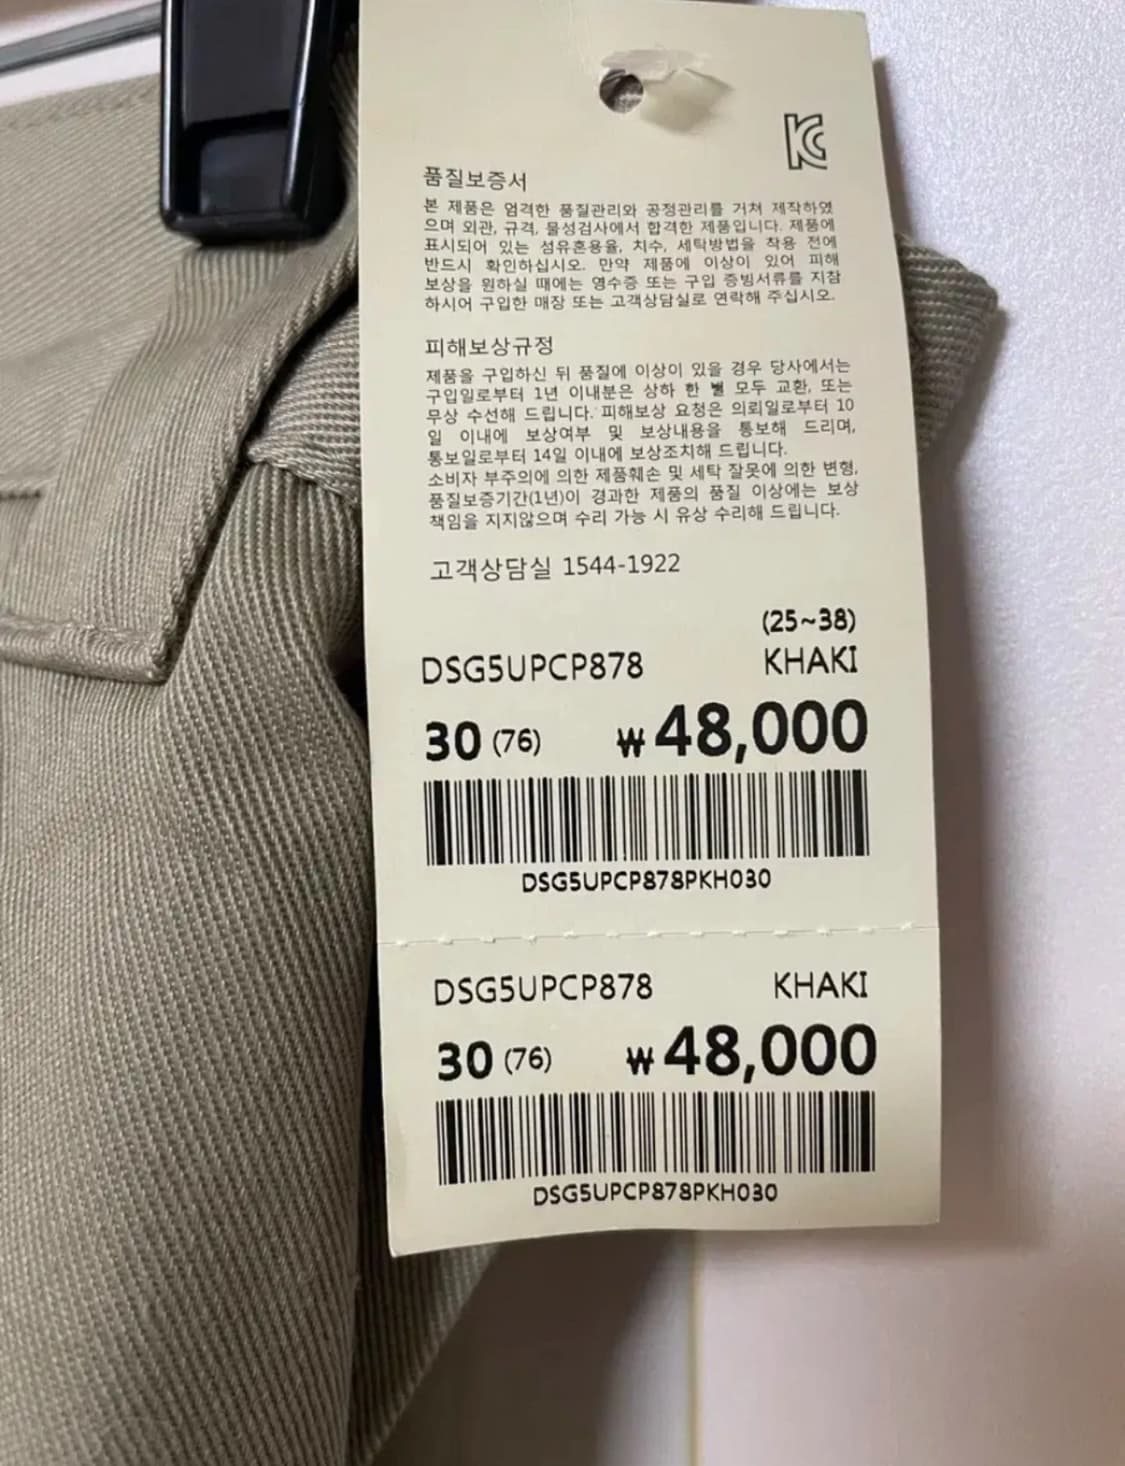 KC
품질보증서
본 제품은 엄격한 품질관리와 공정관리를 거쳐 제작하였
으며 외관, 규격, 물성검사에서 합격한 제품입니다. 제품에
표시되어 있는 섬유혼용율, 치수, 세탁방법을 착용 전에
반드시 확인하십시오. 만약 제품에 이상이 있어 피해
보상을 원하실 때에는 영수증 또는 구입 증빙서류를 지참
하시어 구입한 매장 또는 고객상담실로 연락해 주십시오.
피해보상규정
제품을 구입하신 뒤 품질에 이상이 있을 경우 당사에서는
구입일로부터 1년 이내분은 상하 한 벌 모두 교환, 또는
무상 수선해 드립니다. 피해보상 요청은 의뢰일로부터 10
일 이내에 보상여부 및 보상내용을 통보해 드리며,
통보일로부터 14일 이내에 보상조치해 드립니다.
소비자 부주의에 의한 제품훼손 및 세탁 잘못에 의한 변형,
품질보증기간(1년)이 경과한 제품의 품질 이상에는 보상
책임을 지지않으며 수리 가능 시 유상 수리해 드립니다.
고객상담실 1544-1922
(25~38)
DSG5UPCP878 KHAKI
30 (76) ₩48,000
DSG5UPCP878PKH030
DSG5UPCP878 KHAKI
30 (76) ₩48,000
DSG5UPCP878PKH030